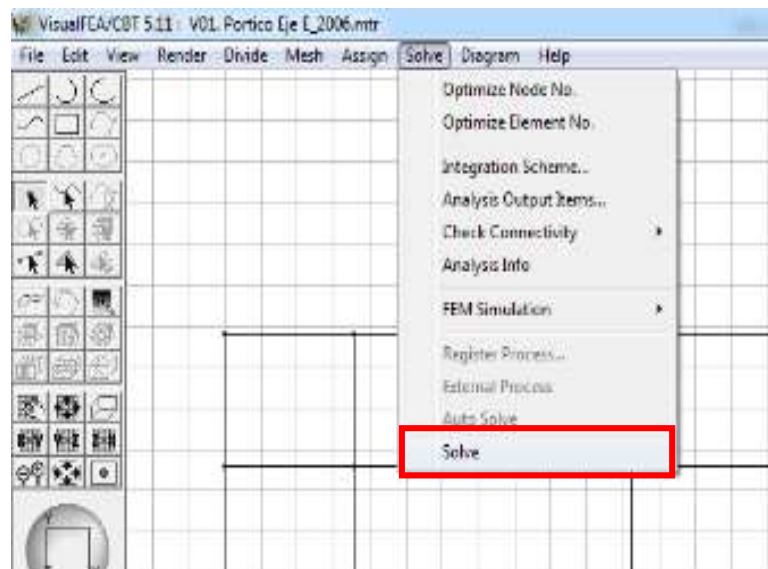 VisualFEA/CBT 5.11 : V01. Portico Eje E_2006.mtr
File Edit View Render Divide Mesh Assign Solve Diagram Help
Optimize Node No.
Optimize Element No.
Integration Scheme...
Analysis Output Items...
Check Connectivity
Analysis Info
FEM Simulation
Register Process...
External Process
Auto Solve
Solve
Y